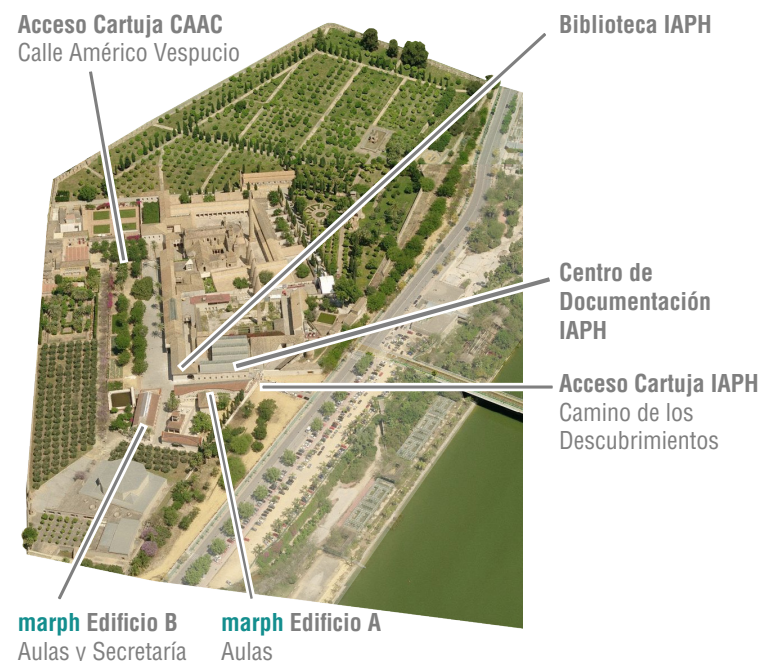 Acceso Cartuja CAAC
Calle Américo Vespucio
Biblioteca IAPH
Centro de
Documentación
IAPH
Acceso Cartuja IAPH
Camino de los
Descubrimientos
marph Edificio B
Aulas y Secretaría
marph Edificio A
Aulas